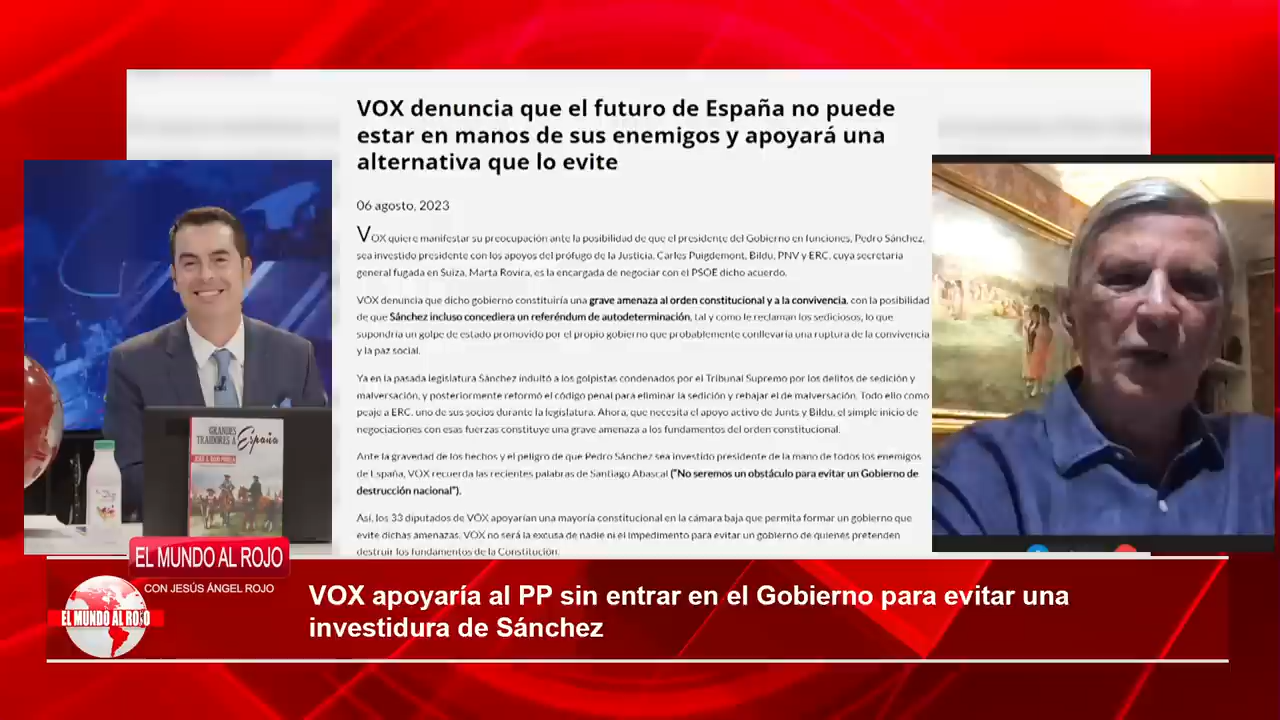 VOX denuncia que el futuro de España no puede
estar en manos de sus enemigos y apoyará una
alternativa que lo evite
06 agosto, 2023
VOX quiere manifestar su preocupación ante la posibilidad de que el presidente del Gobierno en funciones, Pedro Sánchez,
sea investido presidente con los apoyos del prófugo de la Justicia, Carles Puigdemont, Bildu, PNV y ERC, cuya secretaria
general fugada en Suiza, Marta Rovira, es la encargada de negociar con el PSOE dicho acuerdo.
VOX denuncia que dicho gobierno constituiría una grave amenaza al orden constitucional y a la convivencia, con la posibilidad
de que Sánchez incluso concediera un referéndum de autodeterminación, tal y como le reclaman los sediciosos, lo que
supondría un golpe de estado promovido por el propio gobierno que probablemente conllevaría una ruptura de la convivencia
y la paz social.
Ya en la pasada legislatura Sánchez indultó a los golpistas condenados por el Tribunal Supremo por los delitos de sedición y
malversación, y posteriormente reformó el código penal para eliminar la sedición y rebajar el de malversación. Todo ello como
peaje a ERC, uno de sus socios durante la legislatura. Ahora, que necesita el apoyo activo de Junts y Bildu, el simple inicio de
negociaciones con esas fuerzas constituye una grave amenaza a los fundamentos del orden constitucional.
Ante la gravedad de los hechos y el peligro de que Pedro Sánchez sea investido presidente de la mano de todos los enemigos
de España, VOX recuerda las recientes palabras de Santiago Abascal ("No seremos un obstáculo para evitar un Gobierno de
destrucción nacional").
Así, los 33 diputados de VOX apoyarían una mayoría constitucional en la cámara baja que permita formar un gobierno que
evite dichas amenazas. VOX no será la excusa de nadie ni el impedimento para evitar un gobierno de quienes pretenden
destruir los fundamentos de la Constitución.
GRANDES
TRAIDORES A
España
EL MUNDO AL ROJO
CON JESÚS ÁNGEL ROJO
EL MUNDO AL ROJO
VOX apoyaría al PP sin entrar en el Gobierno para evitar una
investidura de Sánchez